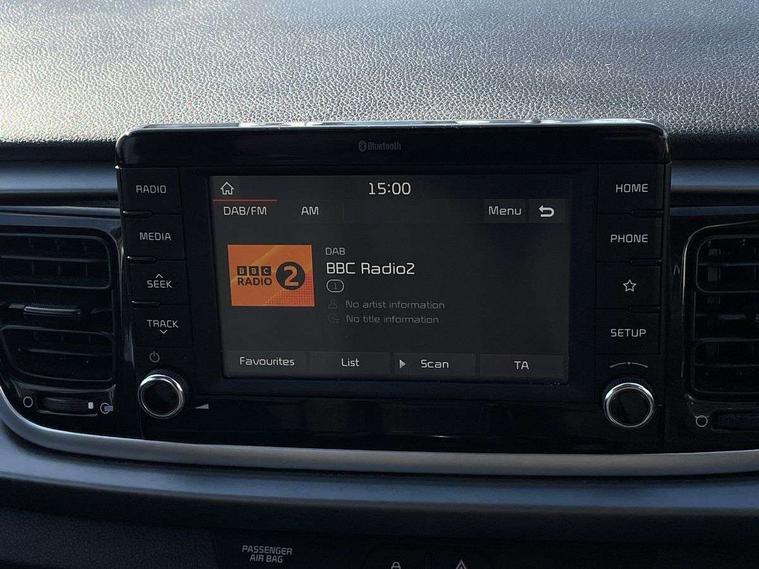 Bluetooth
RADIO
MEDIA
SEEK
TRACK
15:00
DAB/FM
AM
Menu
BBC
RADIO
2
DAB
BBC Radio2
1
No artist information
No title information
Favourites
List
Scan
TA
HOME
PHONE
SETUP
PASSENGER
AIR BAG